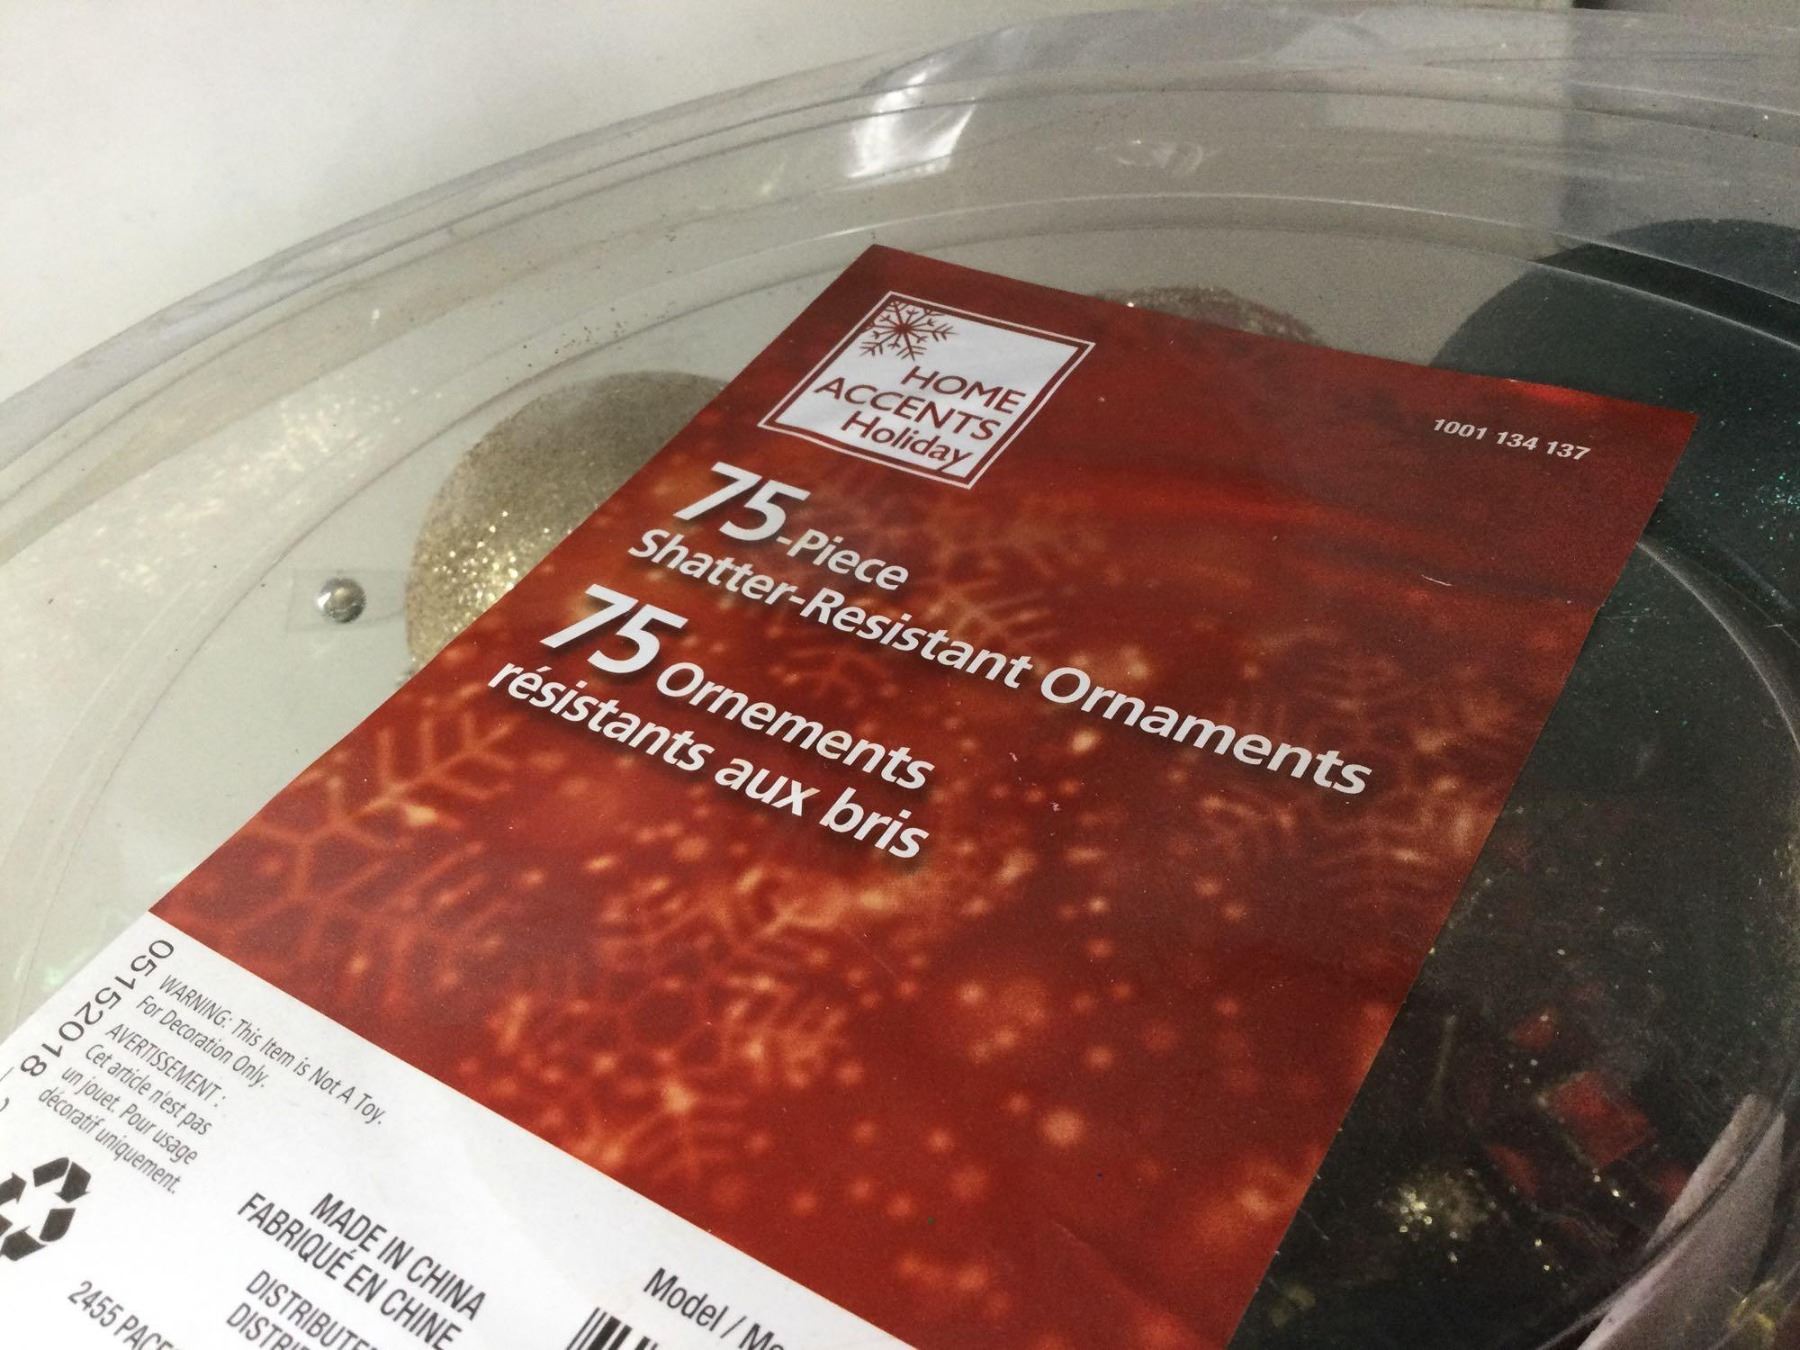 HOME
ACCENTS
Holiday
1001 134 137
75-Piece
Shatter-Resistant Ornaments
75 Ornements
résistants aux bris
05152018
WARNING: This Item is Not A Toy.
For Decoration Only.
AVERTISSEMENT :
Cet article n'est pas
un jouet. Pour usage
décoratif uniquement.
MADE IN CHINA
FABRIQUÉ EN CHINE
2455
Model /